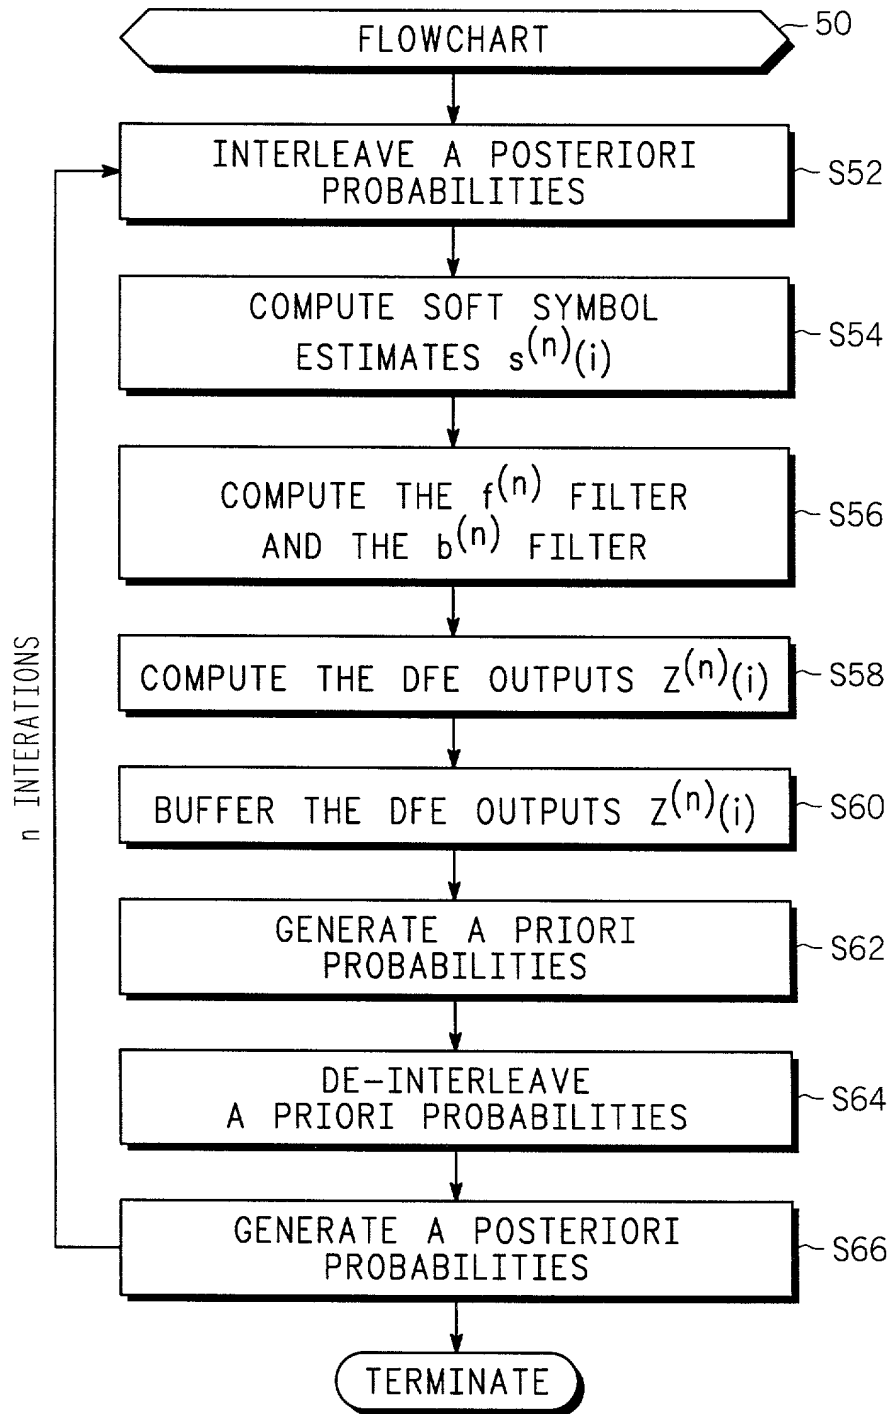 FLOWCHART
50
INTERLEAVE A POSTERIORI
PROBABILITIES
S52
COMPUTE SOFT SYMBOL
ESTIMATES s^(n)(i)
S54
COMPUTE THE f^(n) FILTER
AND THE b^(n) FILTER
S56
COMPUTE THE DFE OUTPUTS Z^(n)(i)
S58
BUFFER THE DFE OUTPUTS Z^(n)(i)
S60
GENERATE A PRIORI
PROBABILITIES
S62
DE-INTERLEAVE
A PRIORI PROBABILITIES
S64
GENERATE A POSTERIORI
PROBABILITIES
S66
n INTERATIONS
TERMINATE